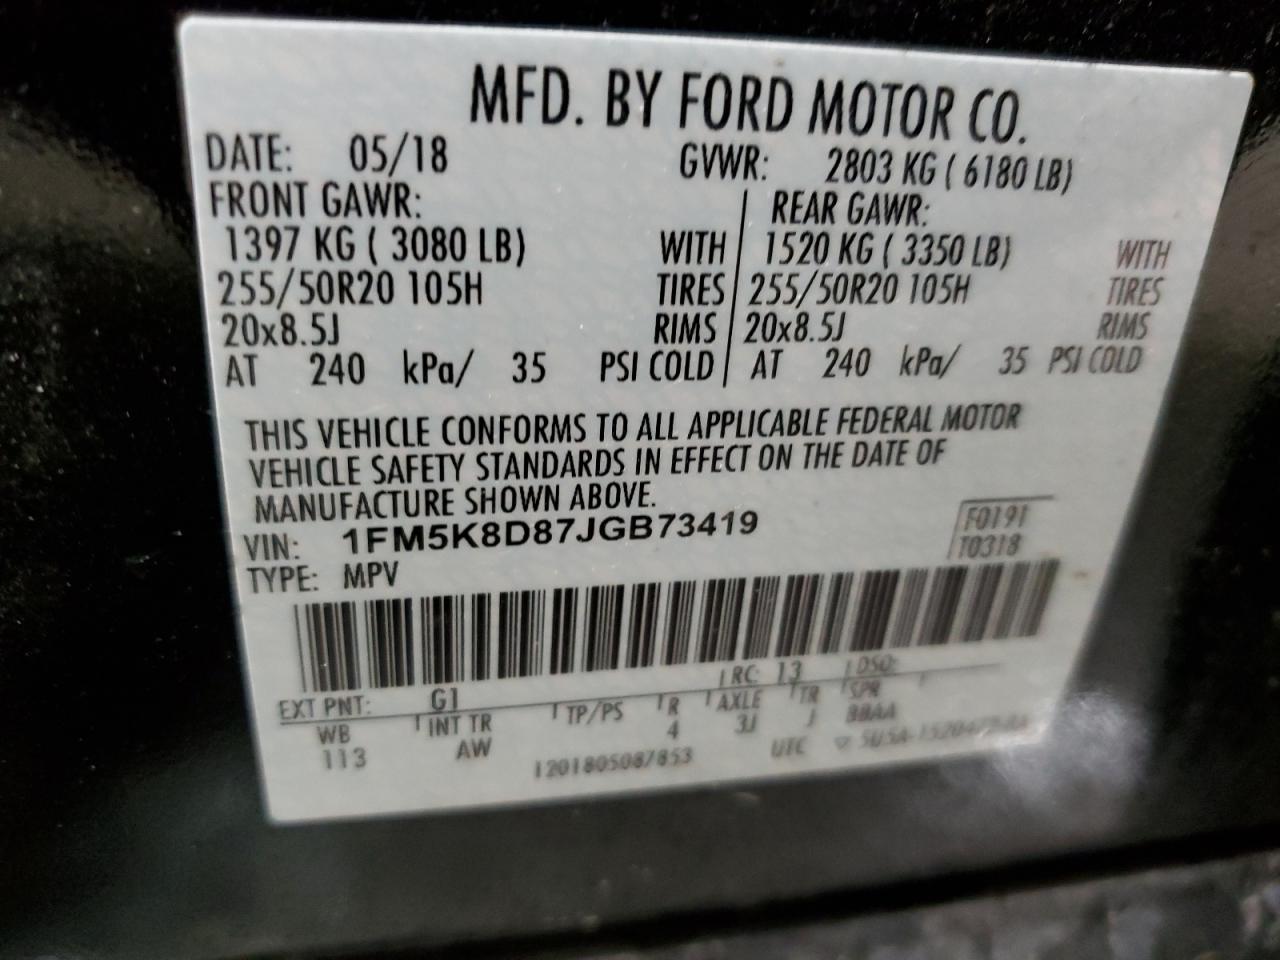 MFD. BY FORD MOTOR CO.
DATE: 05/18 GVWR: 2803 KG ( 6180 LB)
FRONT GAWR: REAR GAWR:
1397 KG ( 3080 LB) WITH 1520 KG ( 3350 LB) WITH
255/50R20 105H TIRES 255/50R20 105H TIRES
20x8.5J RIMS 20x8.5J RIMS
AT 240 kPa/ 35 PSI COLD AT 240 kPa/ 35 PSI COLD
THIS VEHICLE CONFORMS TO ALL APPLICABLE FEDERAL MOTOR
VEHICLE SAFETY STANDARDS IN EFFECT ON THE DATE OF
MANUFACTURE SHOWN ABOVE.
VIN: 1FM5K8D87JGB73419 F0191
TYPE: MPV T0318
EXT PNT: G1 RC: 13 DSO:
WB INT TR TP/PS R AXLE TR SPR
113 AW 4 3J J BBAA
1201805087853 UTC